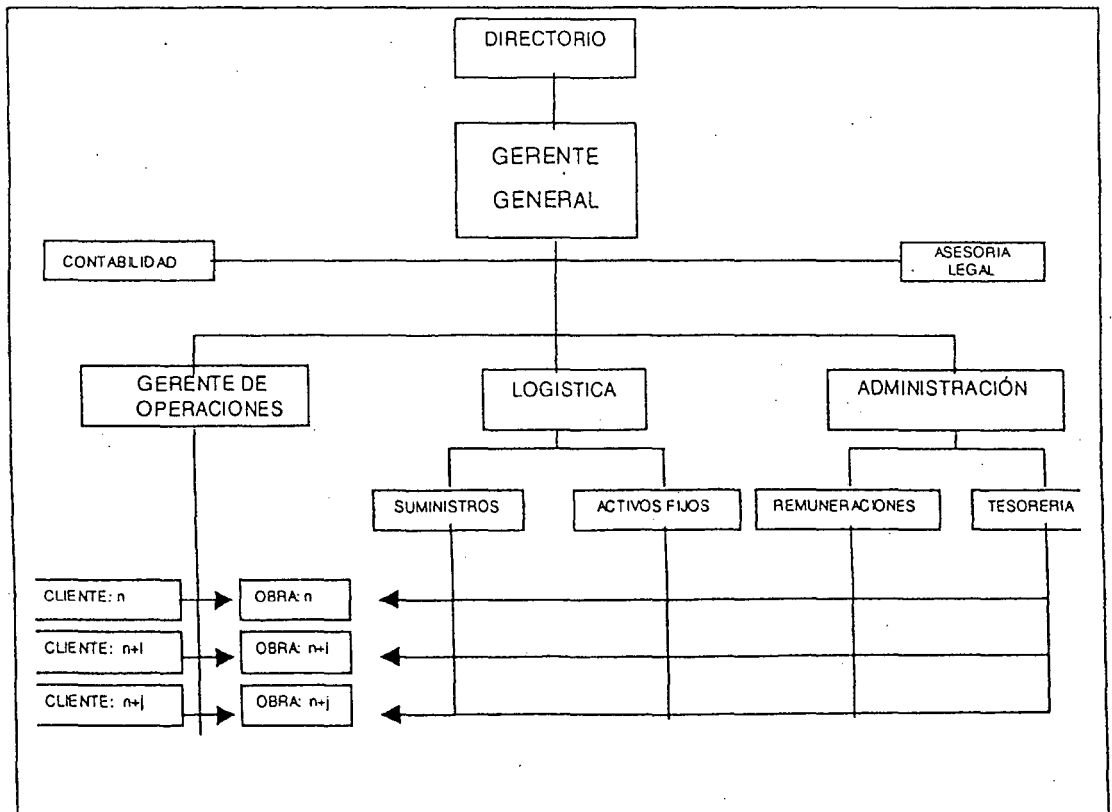 DIRECTORIO
GERENTE
GENERAL
CONTABILIDAD
ASESORIA
LEGAL
GERENTE DE
OPERACIONES
LOGISTICA
ADMINISTRACIÓN
SUMINISTROS
ACTIVOS FIJOS
REMUNERACIONES
TESORERIA
CLIENTE: n
OBRA: n
CLIENTE: n+i
OBRA: n+i
CLIENTE: n+j
OBRA: n+j